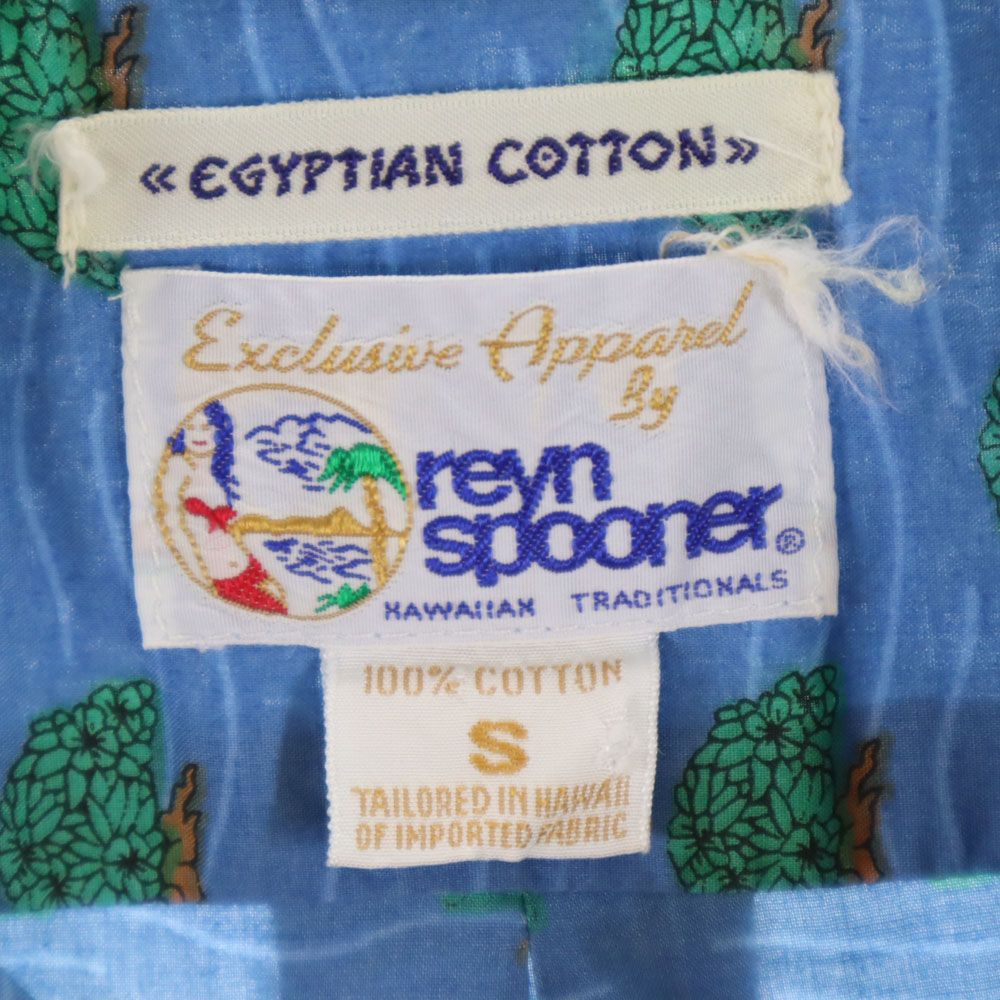 « EGYPTIAN COTTON »
Exclusive Apparel
By
reyn
spooner®
HAWAIIAN TRADITIONALS
100% COTTON
S
TAILORED IN HAWAII
OF IMPORTED FABRIC